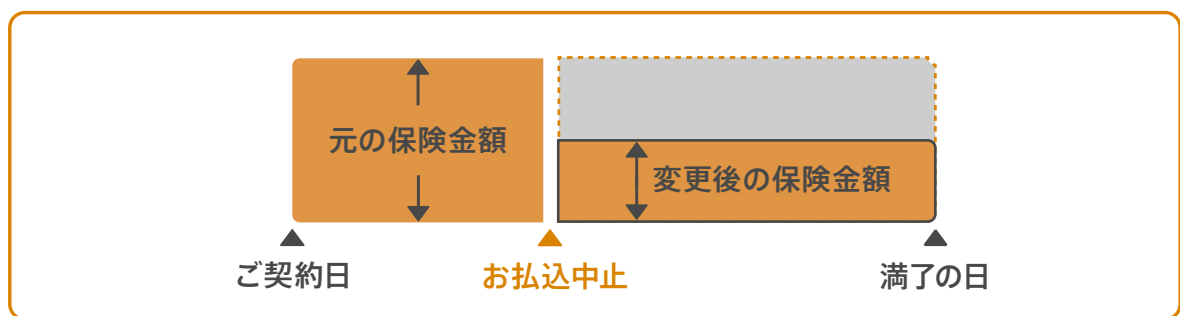 元の保険金額
変更後の保険金額
ご契約日
お払込中止
満了の日